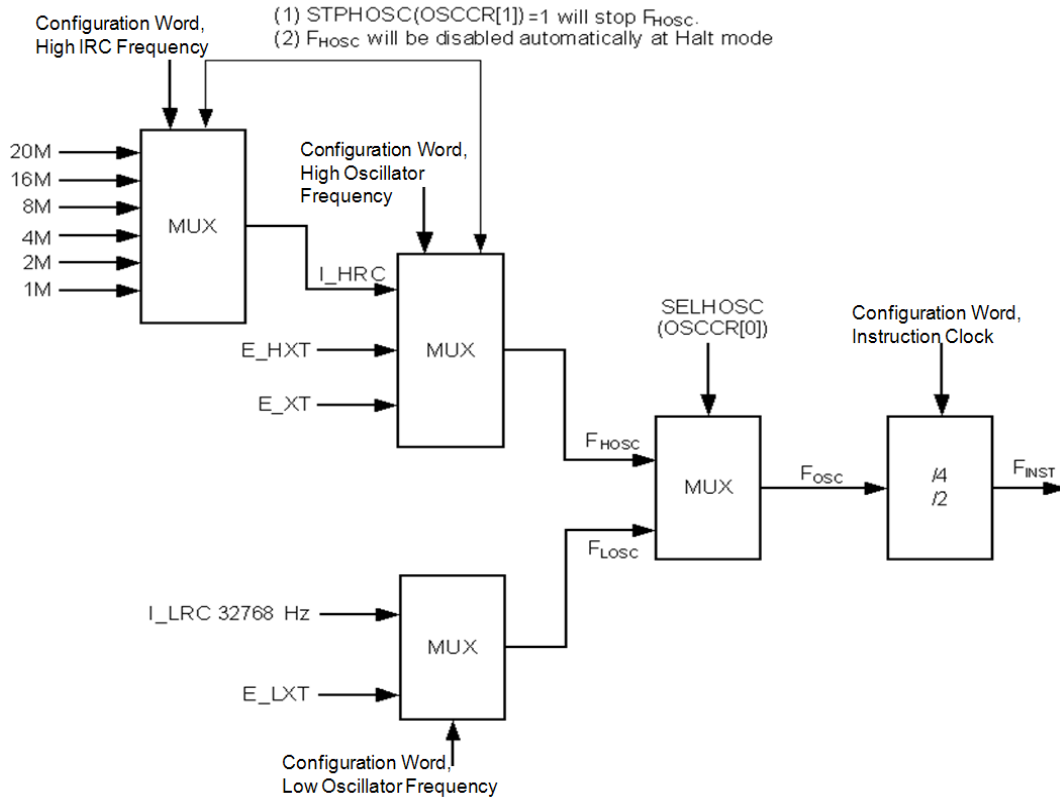 (1) STPHOSC(OSCCR[1])=1 will stop FHOSC.
(2) FHOSC will be disabled automatically at Halt mode
Configuration Word,
High IRC Frequency
20M
16M
8M
4M
2M
1M
MUX
Configuration Word,
High Oscillator
Frequency
I_HRC
E_HXT
E_XT
MUX
SELHOSC
(OSCCR[0])
Configuration Word,
Instruction Clock
FHOSC
FLOSC
MUX
FOSC
/4
/2
FINST
I_LRC 32768 Hz
E_LXT
MUX
Configuration Word,
Low Oscillator Frequency